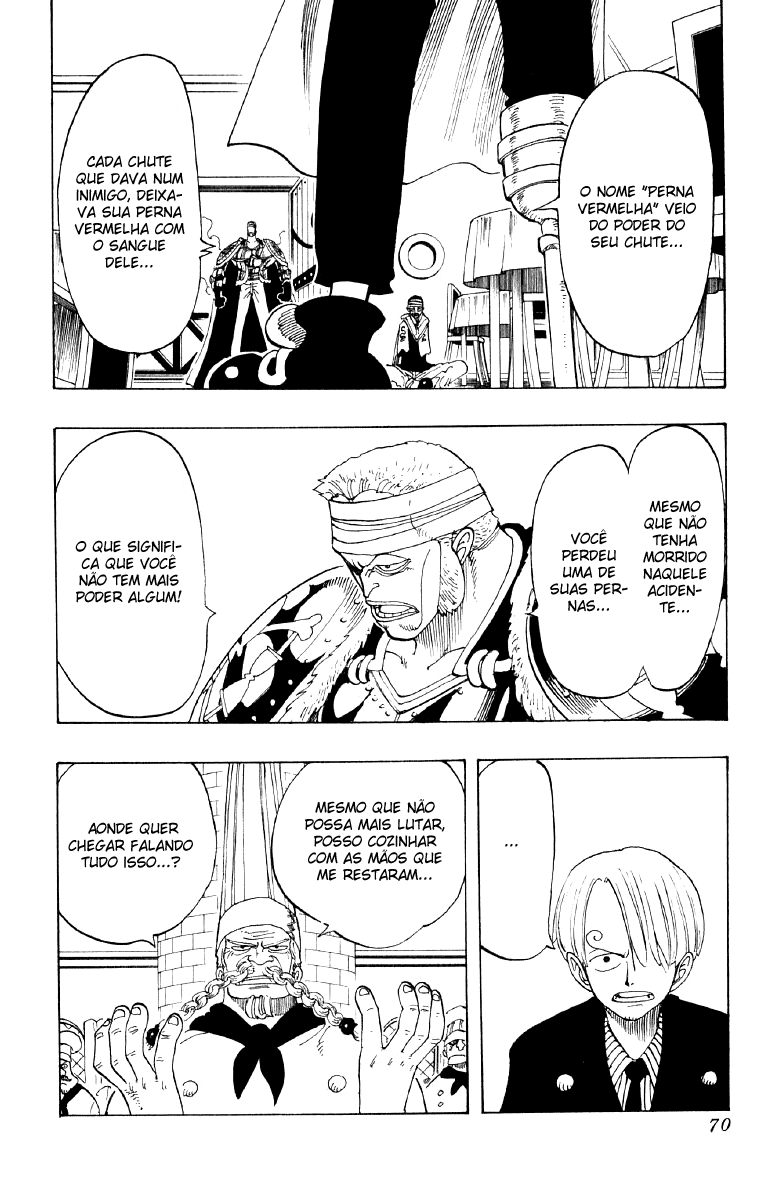 O NOME "PERNA
VERMELHA" VEIO
DO PODER DO
SEU CHUTE...
CADA CHUTE
QUE DAVA NUM
INIMIGO, DEIXA-
VA SUA PERNA
VERMELHA COM
O SANGUE
DELE...
MESMO
QUE NÃO
TENHA
MORRIDO
NAQUELE
ACIDEN-
TE...
VOCÊ
PERDEU
UMA DE
SUAS PER-
NAS...
O QUE SIGNIFI-
CA QUE VOCÊ
NÃO TEM MAIS
PODER ALGUM!
...
MESMO QUE NÃO
POSSA MAIS LUTAR,
POSSO COZINHAR
COM AS MÃOS QUE
ME RESTARAM...
AONDE QUER
CHEGAR FALANDO
TUDO ISSO...?
70